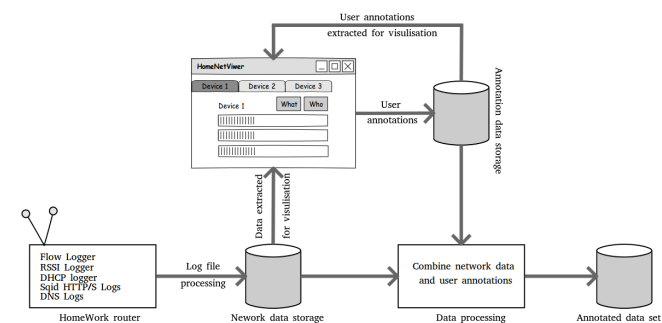 User annotations
extracted for visulisation
HomeNetViwer
Device 1
Device 2
Device 3
Device 1
What
Who
User
annotations
Annotation data
storage
Data extracted
for visulisation
Flow Logger
RSSI Logger
DHCP logger
Sqid HTTP/S Logs
DNS Logs
Log file
processing
Combine network data
and user annotations
HomeWork router
Nework data storage
Data processing
Annotated data set